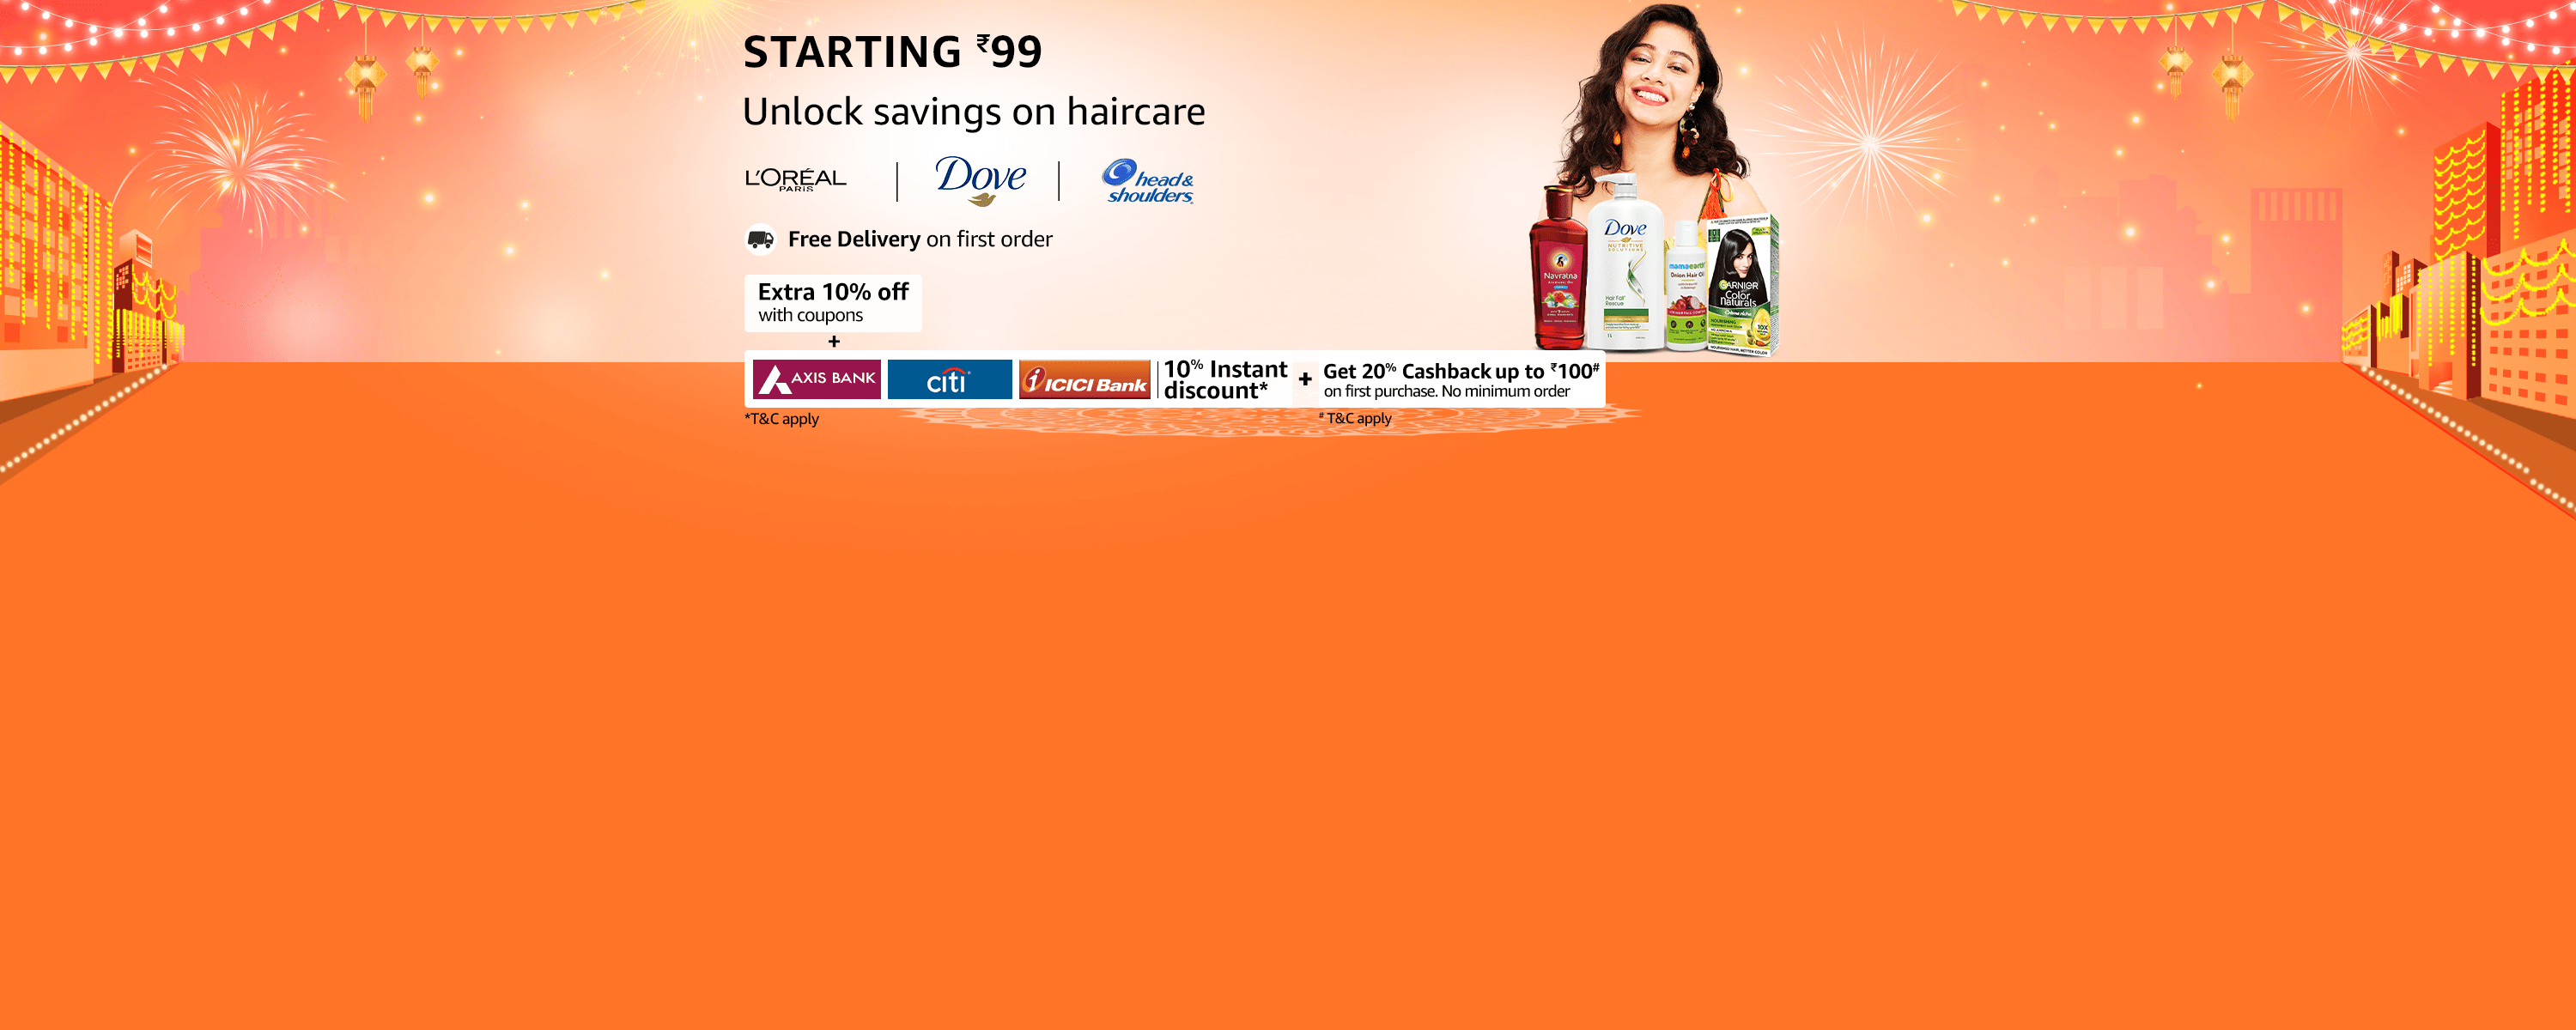 STARTING ₹99
Unlock savings on haircare
L'ORÉAL
PARIS
Dove
head&
shoulders
Free Delivery on first order
Extra 10% off
with coupons
+
AXIS BANK
citi
ICICI Bank
10% Instant
discount*
+
Get 20% Cashback up to ₹100#
on first purchase. No minimum order
*T&C apply
# T&C apply
Navratna
Dove
NUTRITIVE
SOLUTIONS
Hair Fall
Rescue
mamaearth
Onion Hair Oil
GARNIER
Color
Naturals